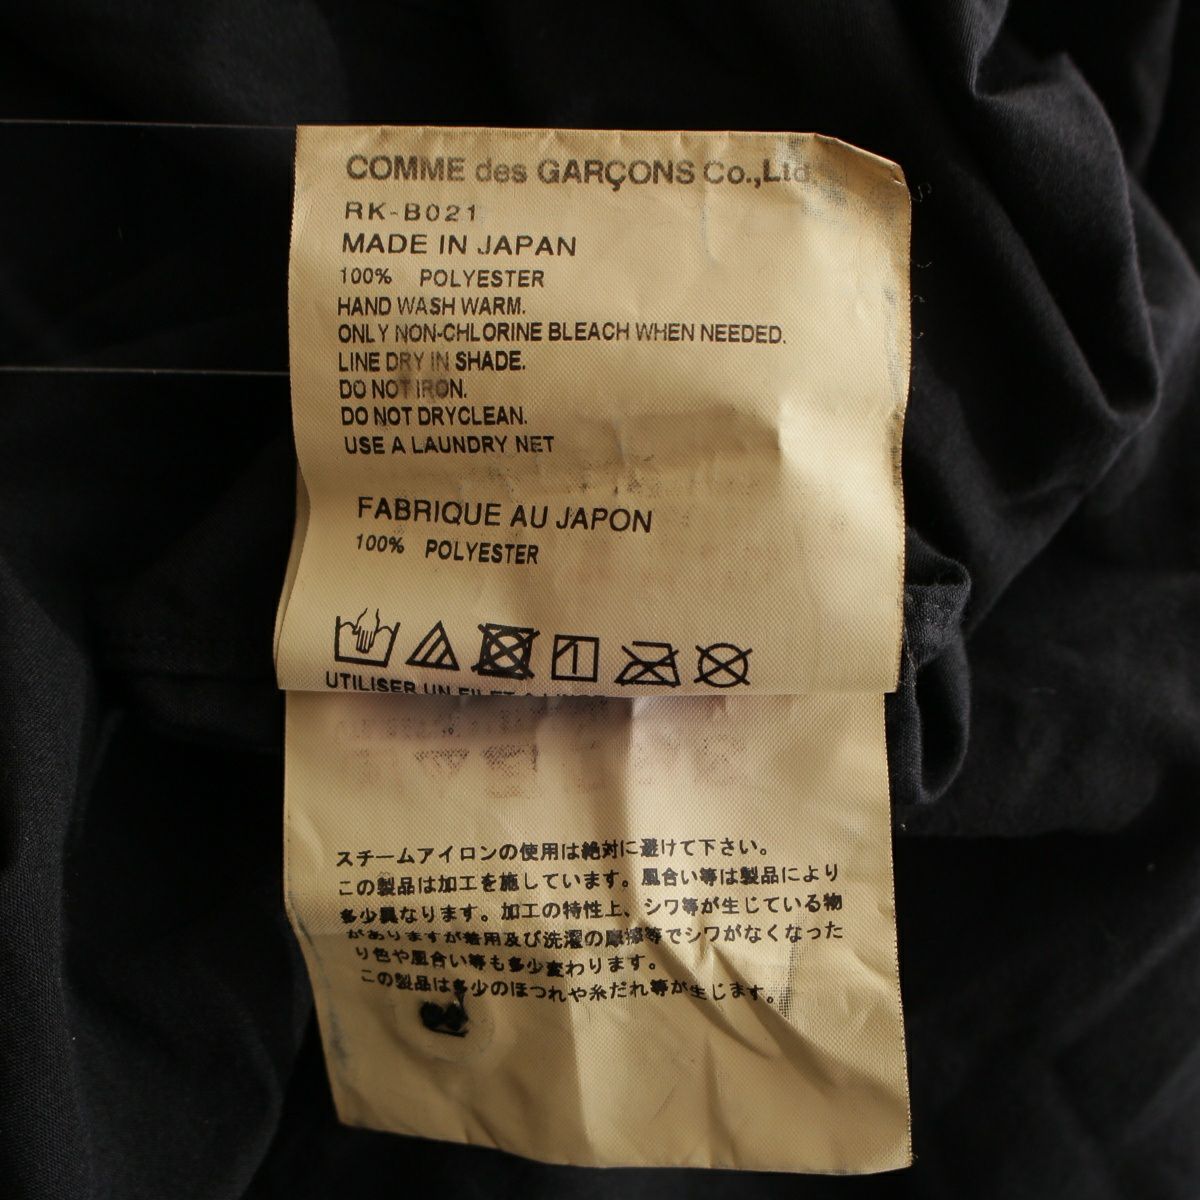 COMME des GARÇONS Co.,Ltd.
RK-B021
MADE IN JAPAN
100% POLYESTER
HAND WASH WARM.
ONLY NON-CHLORINE BLEACH WHEN NEEDED.
LINE DRY IN SHADE.
DO NOT IRON.
DO NOT DRYCLEAN.
USE A LAUNDRY NET
FABRIQUE AU JAPON
100% POLYESTER
UTILISER UN FILET
スチームアイロンの使用は絶対に避けて下さい。
この製品は加工を施しています。風合い等は製品により
多少異なります。加工の特性上、シワ等が生じている物
がありますが着用及び洗濯の摩擦等でシワがなくなった
り色や風合い等も多少変わります。
この製品は多少のほつれや糸だれ等が生じます。